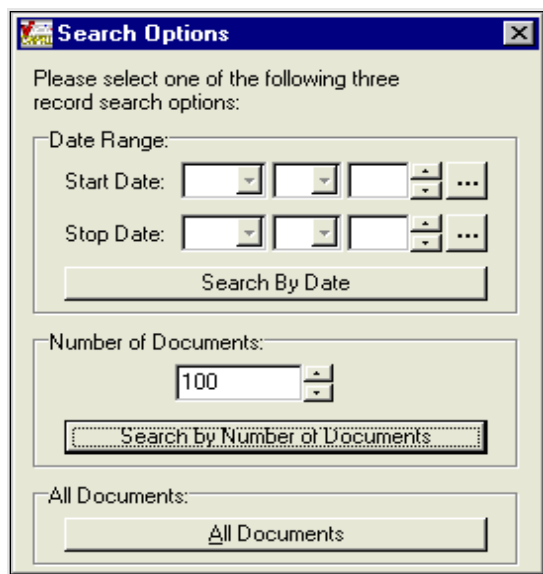 Search Options
Please select one of the following three
record search options:
Date Range:
Start Date:
...
Stop Date:
...
Search By Date
Number of Documents:
100
Search by Number of Documents
All Documents:
All Documents